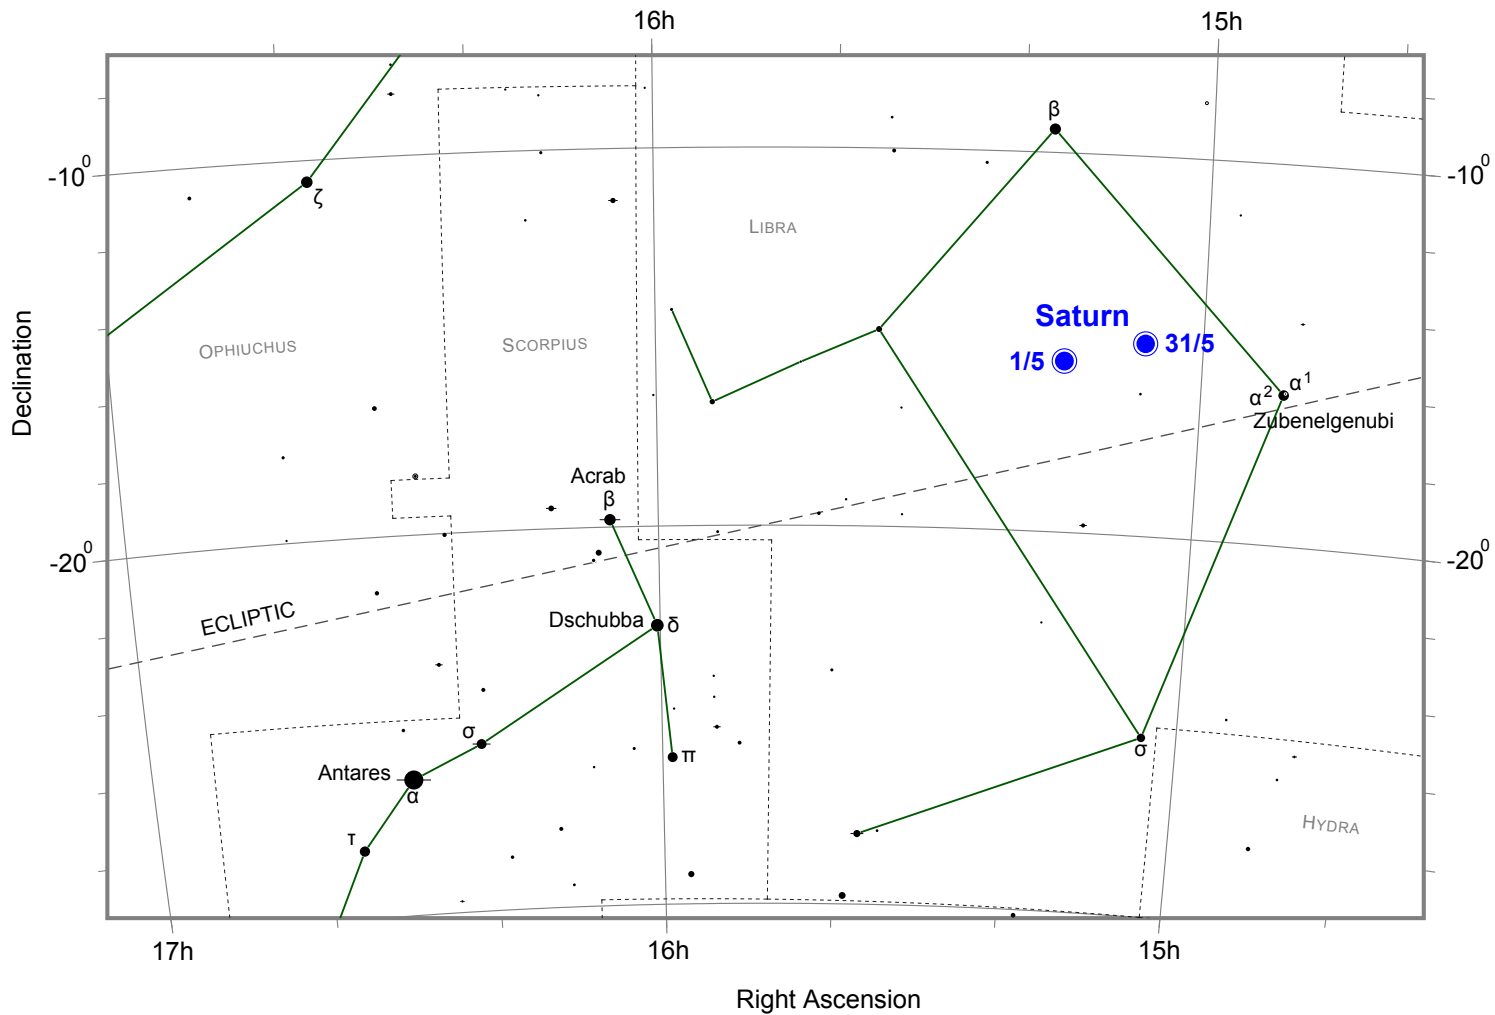 16h 15h
β
-10⁰ -10⁰
ζ
LIBRA
Saturn
OPHIUCHUS SCORPIUS
1/5 31/5
α² α¹
Zubenelgenubi
Declination
Acrab
β
-20⁰ -20⁰
ECLIPTIC
Dschubba δ
σ
π σ
Antares
α
τ
HYDRA
17h 16h 15h
Right Ascension